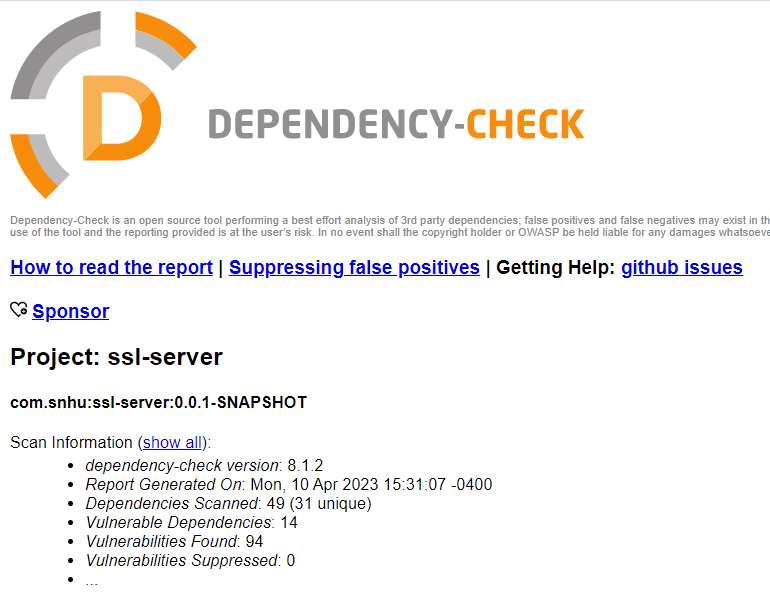 D
DEPENDENCY-CHECK
Dependency-Check is an open source tool performing a best effort analysis of 3rd party dependencies; false positives and false negatives may exist in th
use of the tool and the reporting provided is at the user's risk. In no event shall the copyright holder or OWASP be held liable for any damages whatsoeve
How to read the report | Suppressing false positives | Getting Help: github issues
Sponsor
Project: ssl-server
com.snhu:ssl-server:0.0.1-SNAPSHOT
Scan Information (show all):
• dependency-check version: 8.1.2
• Report Generated On: Mon, 10 Apr 2023 15:31:07 -0400
• Dependencies Scanned: 49 (31 unique)
• Vulnerable Dependencies: 14
• Vulnerabilities Found: 94
• Vulnerabilities Suppressed: 0
• ...